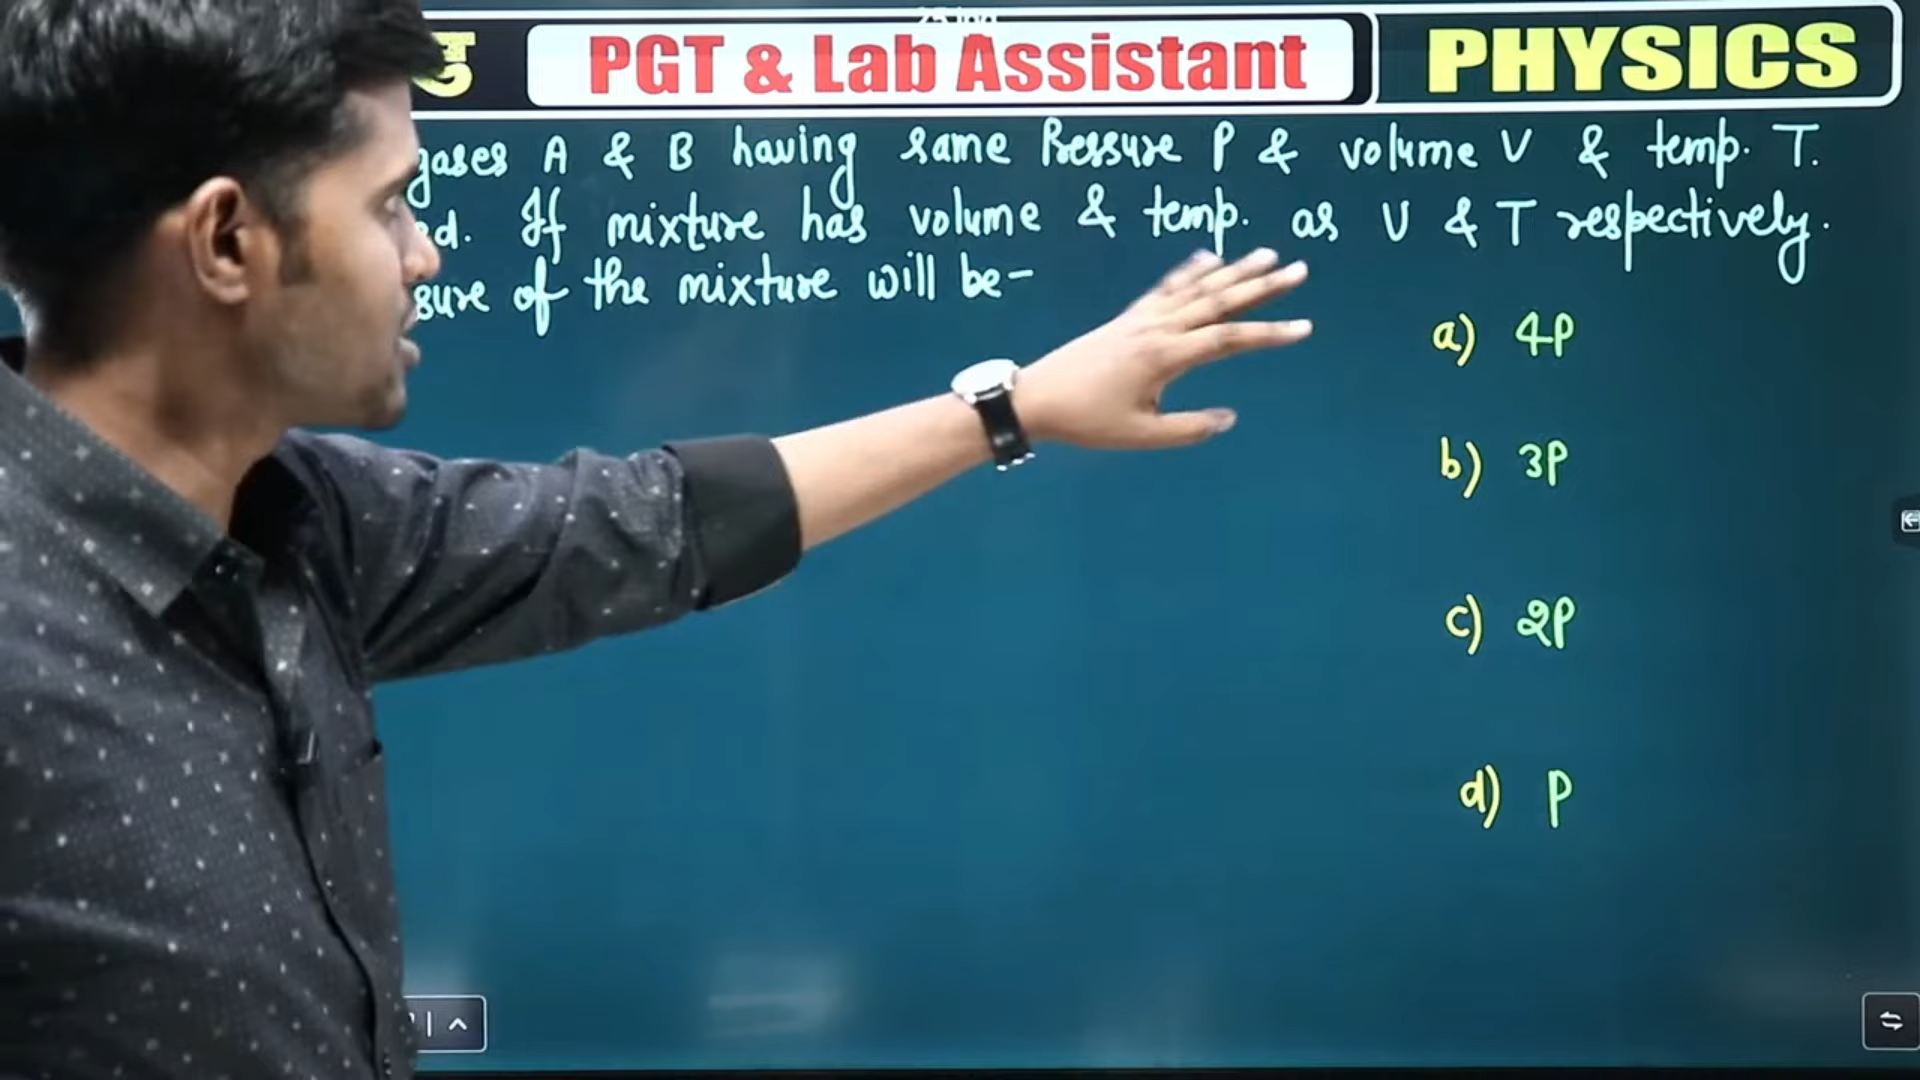 PGT & Lab Assistant PHYSICS
gases A & B having same Pressure P & volume V & temp. T.
If mixture has volume & temp. as V & T respectively.
of the mixture will be-
a) 4P
b) 3P
c) 2P
d) P